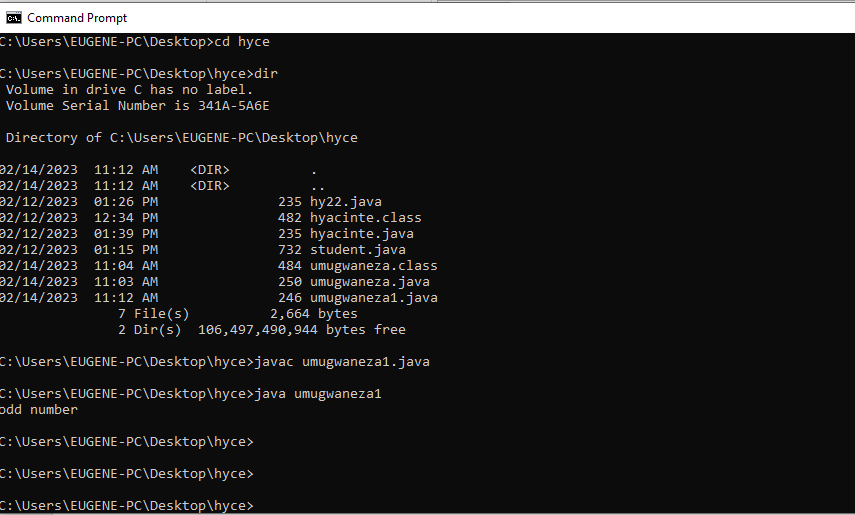 Command Prompt
C:\Users\EUGENE-PC\Desktop>cd hyce
C:\Users\EUGENE-PC\Desktop\hyce>dir
Volume in drive C has no label.
Volume Serial Number is 341A-5A6E
Directory of C:\Users\EUGENE-PC\Desktop\hyce
02/14/2023 11:12 AM <DIR> .
02/14/2023 11:12 AM <DIR> ..
02/12/2023 01:26 PM 235 hy22.java
02/12/2023 12:34 PM 482 hyacinte.class
02/12/2023 01:39 PM 235 hyacinte.java
02/12/2023 01:15 PM 732 student.java
02/14/2023 11:04 AM 484 umugwaneza.class
02/14/2023 11:03 AM 250 umugwaneza.java
02/14/2023 11:12 AM 246 umugwaneza1.java
7 File(s) 2,664 bytes
2 Dir(s) 106,497,490,944 bytes free
C:\Users\EUGENE-PC\Desktop\hyce>javac umugwaneza1.java
C:\Users\EUGENE-PC\Desktop\hyce>java umugwaneza1
odd number
C:\Users\EUGENE-PC\Desktop\hyce>
C:\Users\EUGENE-PC\Desktop\hyce>
C:\Users\EUGENE-PC\Desktop\hyce>